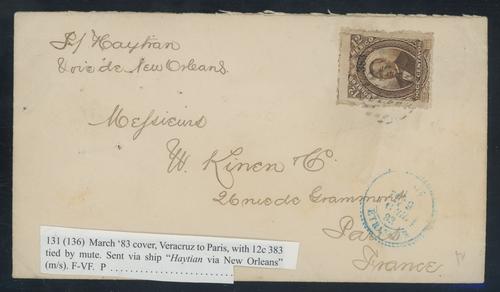 P/ Haytian
Voie de New Orleans.
Messieurs
W. Kinen & C.
26 rue de Grammont
Paris
France.
131 (136) March ‘83 cover, Veracruz to Paris, with 12c 383
tied by mute. Sent via ship “Haytian via New Orleans”
(m/s). F-VF. P . . . . . . . . . . . . . . . . . . . . . . . .